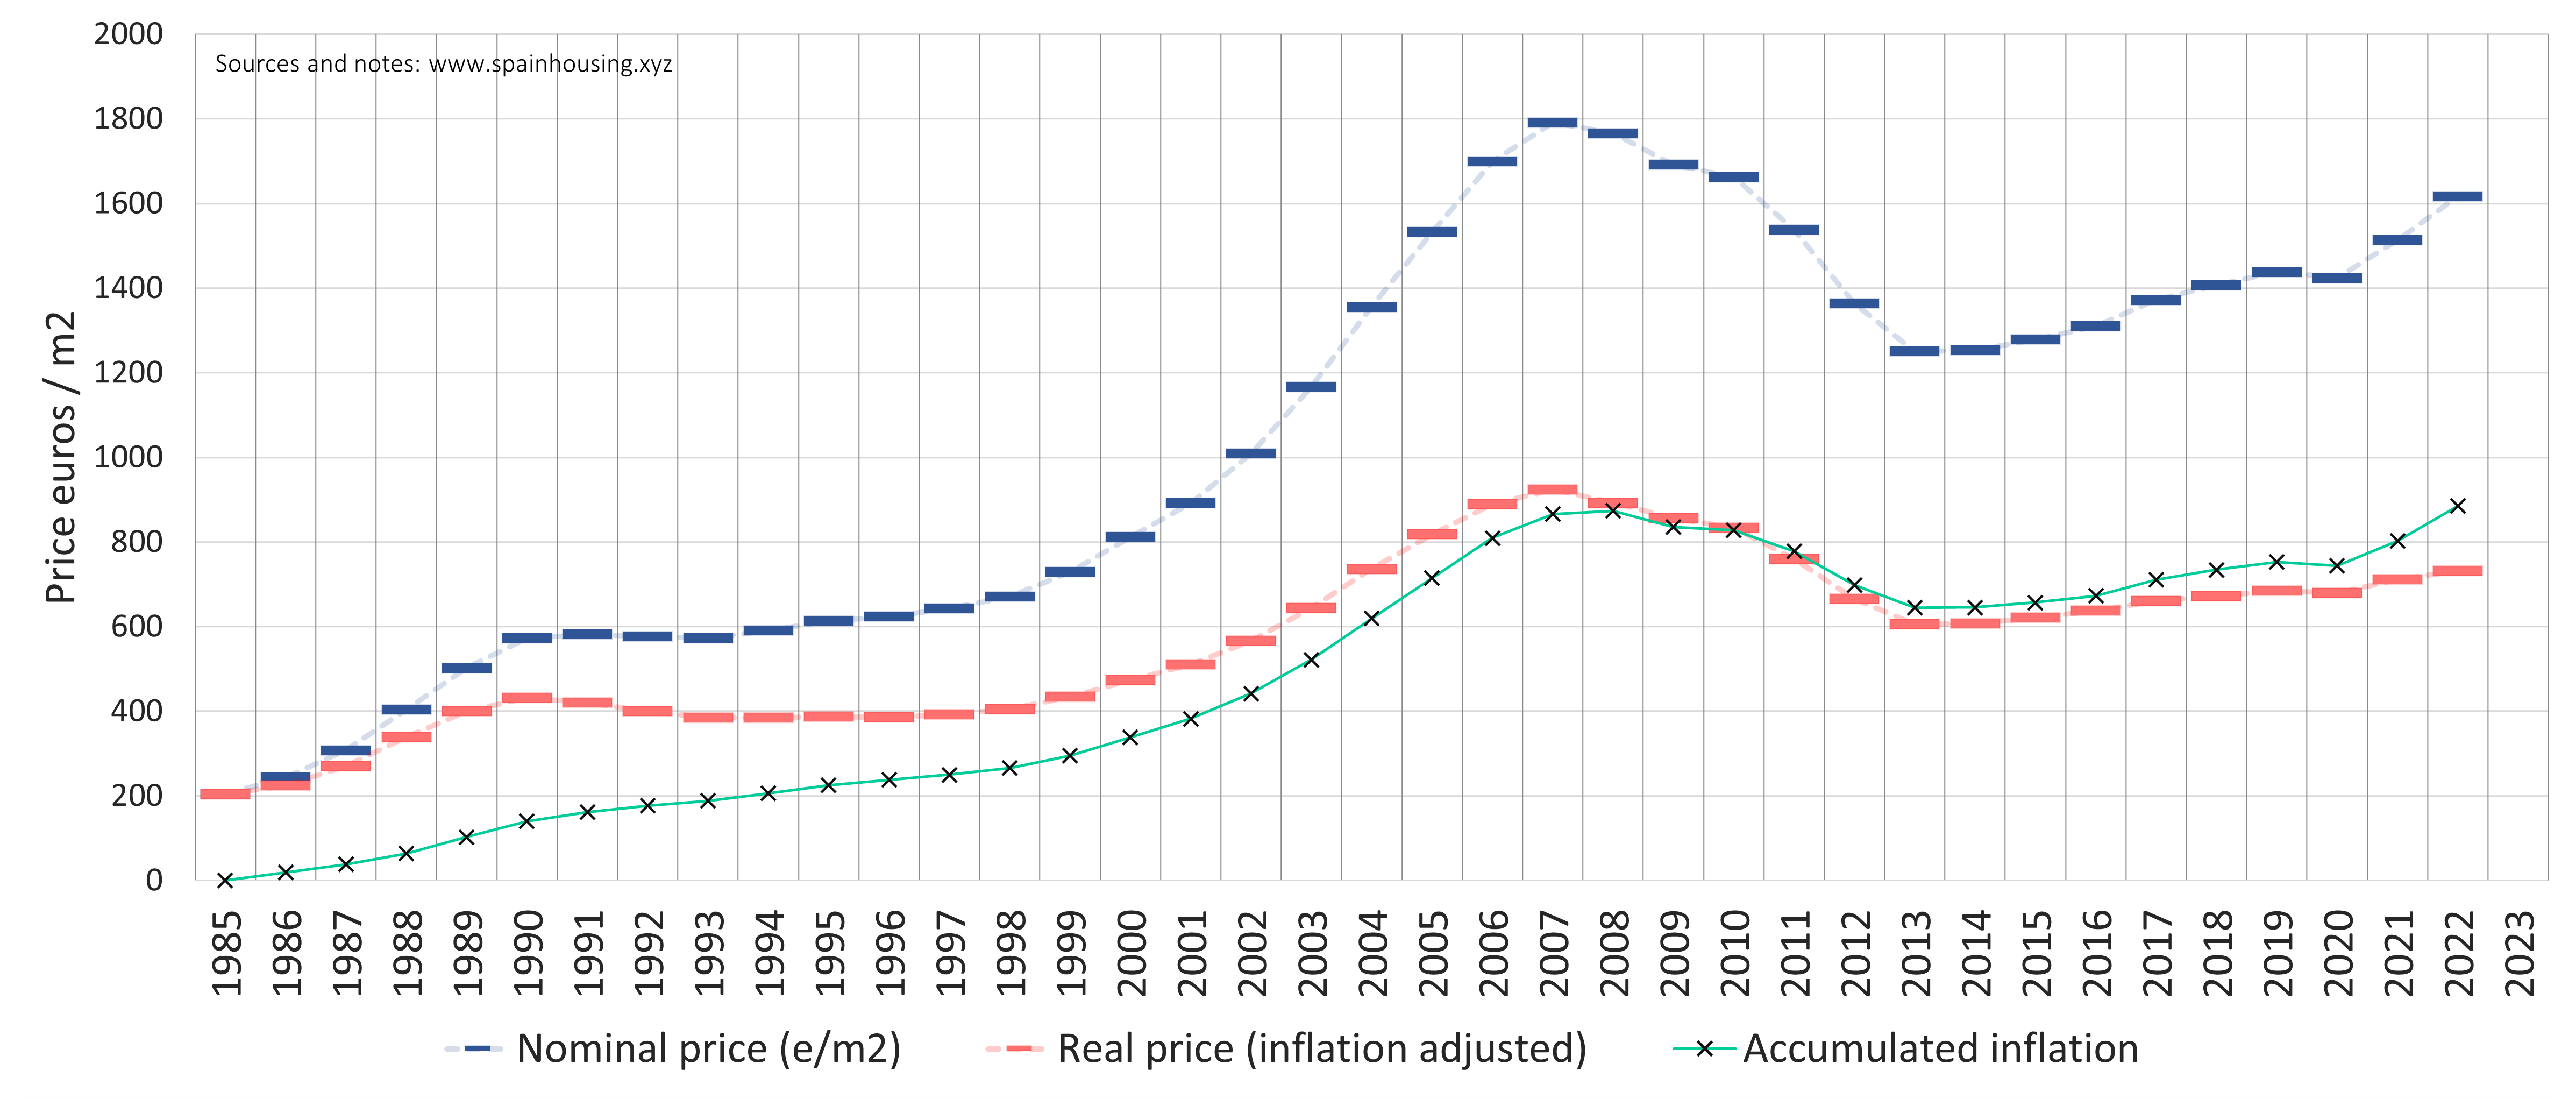 2000
Sources and notes: www.spainhousing.xyz
1800
1600
1400
1200
1000
800
600
400
200
0
Price euros / m2
1985 1986 1987 1988 1989 1990 1991 1992 1993 1994 1995 1996 1997 1998 1999 2000 2001 2002 2003 2004 2005 2006 2007 2008 2009 2010 2011 2012 2013 2014 2015 2016 2017 2018 2019 2020 2021 2022 2023
Nominal price (e/m2) Real price (inflation adjusted) Accumulated inflation